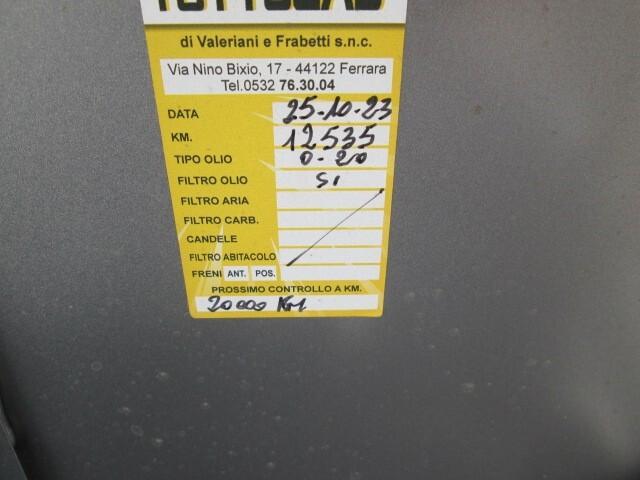 di Valeriani e Frabetti s.n.c.
Via Nino Bixio, 17 - 44122 Ferrara
Tel.0532 76.30.04
DATA 25-10-23
KM. 12535
TIPO OLIO 0-20
FILTRO OLIO SI
FILTRO ARIA
FILTRO CARB.
CANDELE
FILTRO ABITACOLO
FRENI ANT. POS.
PROSSIMO CONTROLLO A KM.
20000 KM